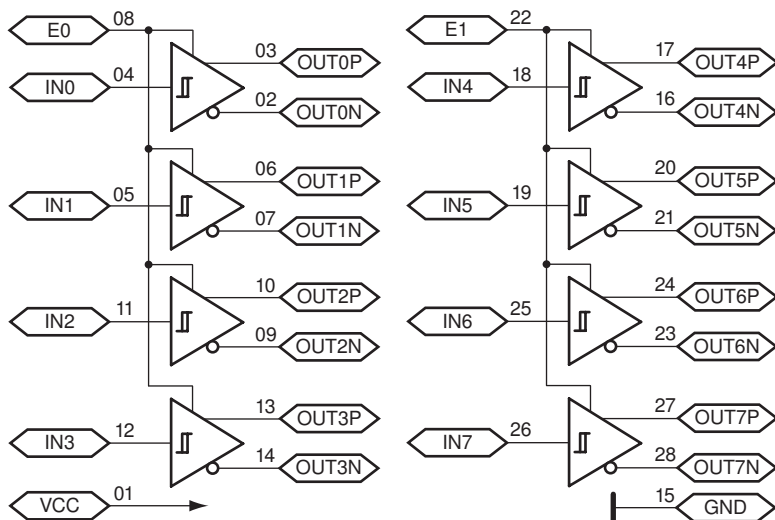 E0 08
03 OUT0P
IN0 04
02 OUT0N
06 OUT1P
IN1 05
07 OUT1N
10 OUT2P
IN2 11
09 OUT2N
13 OUT3P
IN3 12
14 OUT3N
VCC 01
E1 22
17 OUT4P
IN4 18
16 OUT4N
20 OUT5P
IN5 19
21 OUT5N
24 OUT6P
IN6 25
23 OUT6N
27 OUT7P
IN7 26
28 OUT7N
15 GND